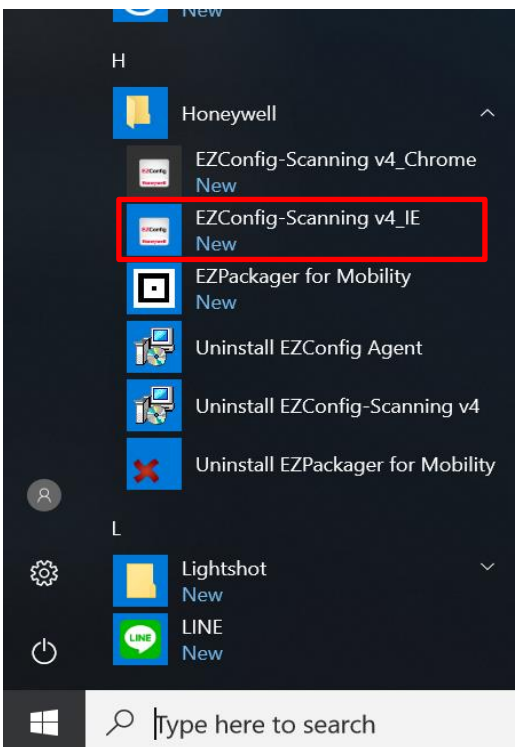 New
H
Honeywell
EZConfig-Scanning v4_Chrome
New
EZConfig-Scanning v4_IE
New
EZPackager for Mobility
New
Uninstall EZConfig Agent
Uninstall EZConfig-Scanning v4
Uninstall EZPackager for Mobility
L
Lightshot
New
LINE
LINE
New
Type here to search